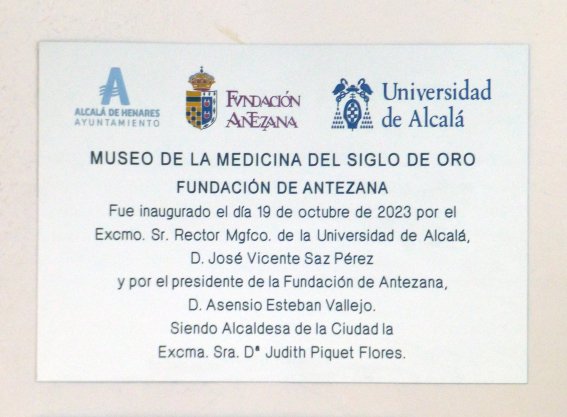 ALCALÁ DE HENARES
AYUNTAMIENTO
FVNDACIÓN
ANTEZANA
Universidad
de Alcalá
MUSEO DE LA MEDICINA DEL SIGLO DE ORO
FUNDACIÓN DE ANTEZANA
Fue inaugurado el día 19 de octubre de 2023 por el
Excmo. Sr. Rector Mgfco. de la Universidad de Alcalá,
D. José Vicente Saz Pérez
y por el presidente de la Fundación de Antezana,
D. Asensio Esteban Vallejo.
Siendo Alcaldesa de la Ciudad la
Excma. Sra. Dª Judith Piquet Flores.